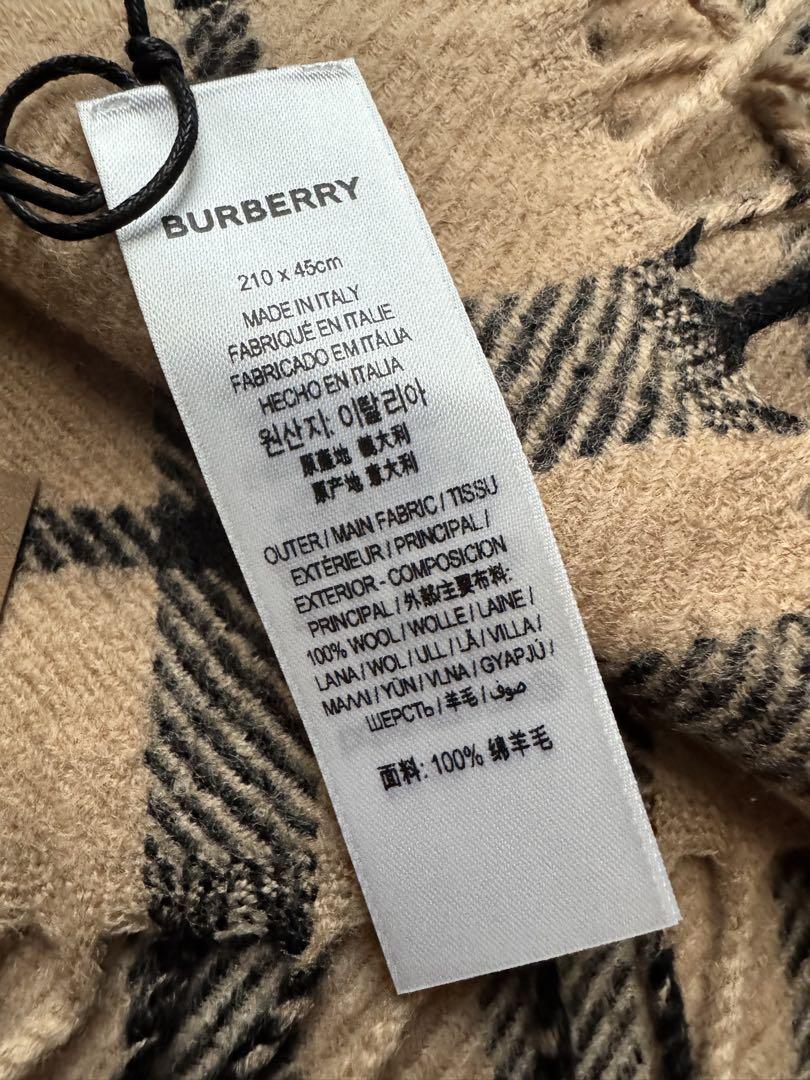 BURBERRY
210 x 45cm
MADE IN ITALY
FABRIQUÉ EN ITALIE
FABRICADO EM ITÁLIA
HECHO EN ITALIA
원산지: 이탈리아
原產地 義大利
原产地 意大利
OUTER / MAIN FABRIC / TISSU
EXTÉRIEUR / PRINCIPAL /
EXTERIOR - COMPOSICION
PRINCIPAL / 外部/主要布料:
100% WOOL / WOLLE / LAINE /
LANA / WOL / ULL / LÃ / VILLA /
ΜΑΛΛΙ / YÜN / VLNA / GYAPJÚ /
ШЕРСТЬ / 羊毛 / صوف
面料: 100% 绵羊毛